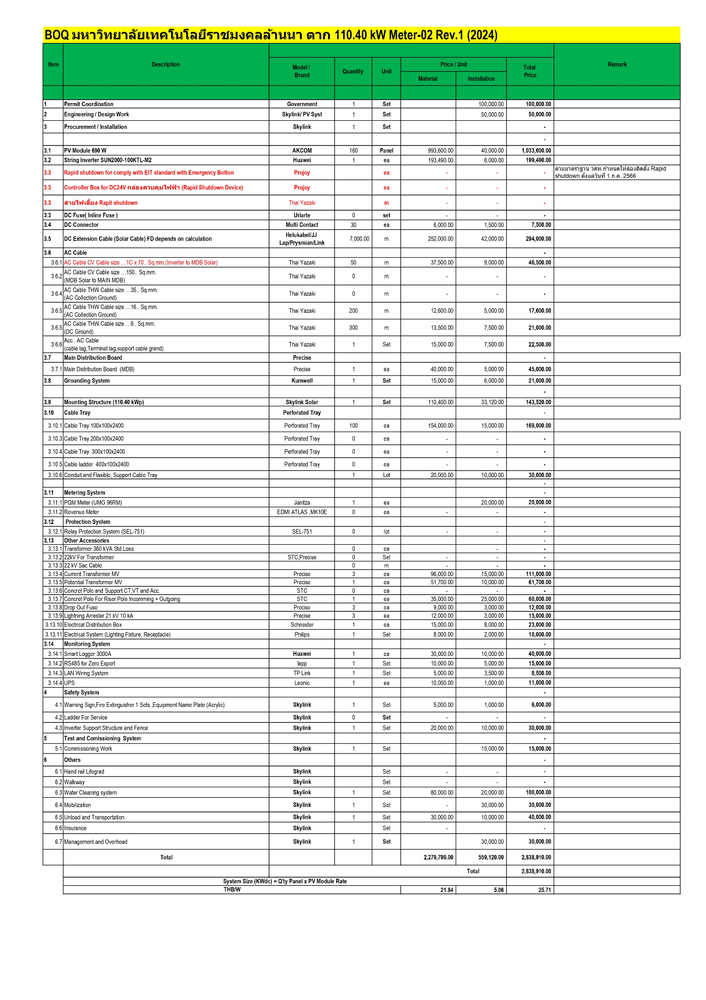 BOQ มหาวิทยาลัยเทคโนโลยีราชมงคลล้านนา ตาก 110.40 kW Meter-02 Rev.1 (2024)
Item Description Model / Brand Quantity Unit Price / Unit Total Price Remark
Material Installation
1 Permit Coordination Government 1 Set 100,000.00 100,000.00
2 Engineering / Design Work Skylink/ PV Syst 1 Set 50,000.00 50,000.00
3 Procurement / Installation Skylink 1 Set -
-
3.1 PV Module 690 W AKCOM 160 Panel 993,600.00 40,000.00 1,033,600.00
3.2 String Inverter SUN2000-100KTL-M2 Huawei 1 ea 193,490.00 6,000.00 199,490.00
3.3 Rapid shutdown for comply with EIT standard with Emergency Botton Projoy ea - - - ตามมาตราฐาน วศท.กำหนดให้ต้องติดตั้ง Rapid
shutdown ตั้งแต่วันที่ 1 ก.ค. 2566
3.3 Controller Box for DC24V กล่องควบคุมไฟฟ้า (Rapid Shutdown Device) Projoy ea - - -
3.3 สายไฟเลี้ยง Rapit shutdown Thai Yazaki m - - -
3.3 DC Fuse( Inline Fuse ) Uriarte 0 set - - -
3.4 DC Connector Multi Contact 30 ea 6,000.00 1,500.00 7,500.00
3.5 DC Extension Cable (Solar Cable) FD depends on calculation Helukabel/JJ Lap/Prysmian/Link 7,000.00 m 252,000.00 42,000.00 294,000.00
3.6 AC Cable -
3.6.1 AC Cable CV Cable size ...1C x 70.. Sq.mm.(Inverter to MDB Solar) Thai Yazaki 50 m 37,500.00 9,000.00 46,500.00
3.6.2 AC Cable CV Cable size ...150.. Sq.mm.
(MDB Solar to MAIN MDB) Thai Yazaki 0 m - - -
3.6.4 AC Cable THW Cable size ...35.. Sq.mm.
(AC Collection Ground) Thai Yazaki 0 m - - -
3.6.5 AC Cable THW Cable size ...16.. Sq.mm.
(AC Collection Ground) Thai Yazaki 200 m 12,600.00 5,000.00 17,600.00
3.6.5 AC Cable THW Cable size ...6.. Sq.mm.
(DC Ground) Thai Yazaki 300 m 13,500.00 7,500.00 21,000.00
3.6.6 Acc . AC Cable
(cable lag,Terminat lag,support cable grend) Thai Yazaki 1 Set 15,000.00 7,500.00 22,500.00
3.7 Main Distribution Board Precise -
3.7.1 Main Distribution Board (MDB) Precise 1 ea 40,000.00 5,000.00 45,000.00
3.8 Grounding System Kumwell 1 Set 15,000.00 6,000.00 21,000.00
-
3.9 Mounting Structure (110.40 kWp) Skylink Solar 1 Set 110,400.00 33,120.00 143,520.00
3.10 Cable Tray Perforated Tray -
3.10.1 Cable Tray 100x100x2400 Perforated Tray 100 ea 154,000.00 15,000.00 169,000.00
3.10.3 Cable Tray 200x100x2400 Perforated Tray 0 ea - - -
3.10.4 Cable Tray 300x100x2400 Perforated Tray 0 ea - - -
3.10.5 Cable ladder 400x100x2400 Perforated Tray 0 ea - - -
3.10.6 Conduit and Flaxible, Support Cable Tray 1 Lot 20,000.00 10,000.00 30,000.00
-
3.11 Metering System -
3.11.1 PQM Meter (UMG 96RM) Janitza 1 ea 20,000.00 20,000.00
3.11.2 Revenue Meter EDMI ATLAS ,MK10E 0 ea - - -
3.12 Protection System -
3.12.1 Relay Protection System (SEL-751) SEL-751 0 lot - - -
3.13 Other Accessories -
3.13.1 Transformer 360 kVA Std.Loss 0 ea - -
3.13.2 22kV For Transformer STC,Precise 0 Set - - -
3.13.3 22 kV Sac Cable 0 m - - -
3.13.4 Current Transformer MV Precise 3 ea 96,000.00 15,000.00 111,000.00
3.13.5 Potential Transformer MV Precise 1 ea 51,700.00 10,000.00 61,700.00
3.13.6 Concret Pole and Support CT,VT and Acc. STC 0 ea - - -
3.13.7 Concret Pole For Riser Pole Incomming + Outgoing STC 1 ea 35,000.00 25,000.00 60,000.00
3.13.8 Drop Out Fuse Precise 3 ea 9,000.00 3,000.00 12,000.00
3.13.9 Lightning Arrester 21 kV 10 kA Precise 3 ea 12,000.00 3,000.00 15,000.00
3.13.10 Electrical Distribution Box Schneider 1 ea 15,000.00 8,000.00 23,000.00
3.13.11 Electrical System (Lighting Fixture, Receptacle) Philips 1 Set 8,000.00 2,000.00 10,000.00
3.14 Monitoring System -
3.14.1 Smart Logger 3000A Huawei 1 ea 30,000.00 10,000.00 40,000.00
3.14.2 RS485 for Zero Export lapp 1 Set 10,000.00 5,000.00 15,000.00
3.14.3 LAN Wiring System TP Link 1 Set 5,000.00 3,500.00 8,500.00
3.14.4 UPS Leonic 1 ea 10,000.00 1,000.00 11,000.00
4 Safety System -
4.1 Warning Sign,Fire Extinguisher 1 Sets ,Equipment Name Plate (Acrylic) Skylink 1 Set 5,000.00 1,000.00 6,000.00
4.2 Ladder For Service Skylink 0 Set - - -
4.3 Inverter Support Structure and Fence Skylink 1 Set 20,000.00 10,000.00 30,000.00
5 Test and Comissioning System -
5.1 Commissioning Work Skylink 1 Set 15,000.00 15,000.00
6 Others -
6.1 Hand rail Lifegrad Skylink Set - - -
6.2 Walkway Skylink Set - - -
6.3 Water Cleaning system Skylink 1 Set 80,000.00 20,000.00 100,000.00
6.4 Mobilization Skylink 1 Set - 30,000.00 30,000.00
6.5 Unload and Transportation Skylink 1 Set 30,000.00 10,000.00 40,000.00
6.6 Insurance Skylink Set - -
6.7 Management and Overhead Skylink 1 Set 30,000.00 30,000.00
Total 2,279,790.00 559,120.00 2,838,910.00
Total 2,838,910.00
System Size (KWdc) = Q'ty Panel x PV Module Rate
THB/W 21.84 5.06 25.71